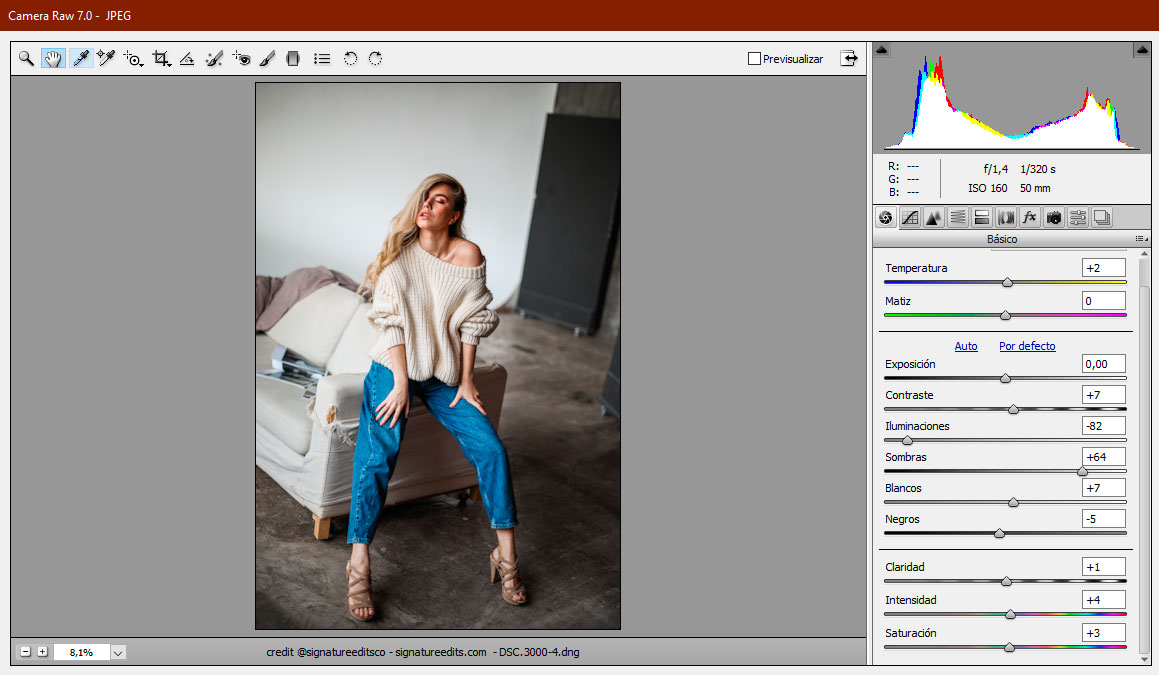 Camera Raw 7.0 - JPEG
Previsualizar
R: ---
G: ---
B: ---
f/1,4 1/320 s
ISO 160 50 mm
fx
Básico
Temperatura +2
Matiz 0
Auto Por defecto
Exposición 0,00
Contraste +7
Iluminaciones -82
Sombras +64
Blancos +7
Negros -5
Claridad +1
Intensidad +4
Saturación +3
8,1%
credit @signatureeditsco - signatureedits.com - DSC.3000-4.dng